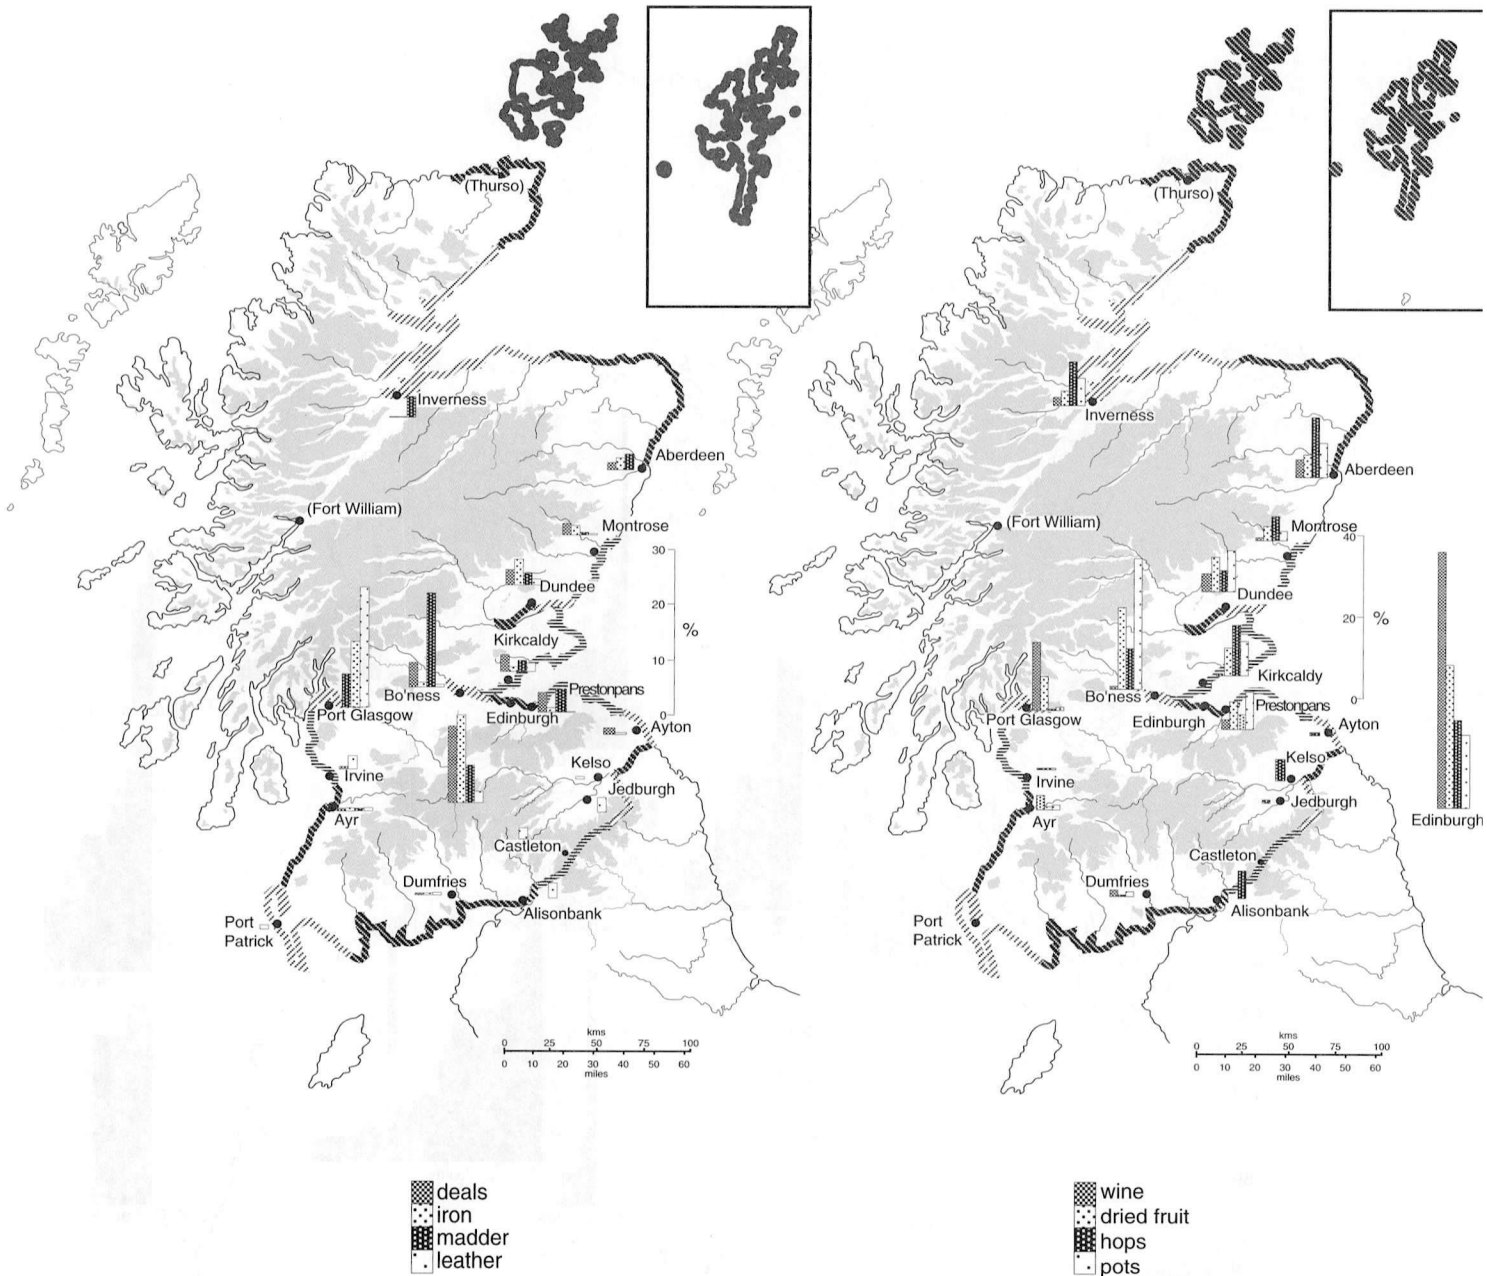 (Thurso)
Inverness
Aberdeen
(Fort William)
Montrose
30
Dundee
20
%
Kirkcaldy
10
Bo'ness
Prestonpans
0
Port Glasgow
Edinburgh
Ayton
Kelso
Irvine
Jedburgh
Ayr
Castleton
Dumfries
Alisonbank
Port
Patrick
kms
0 25 50 75 100
0 10 20 30 40 50 60
miles
deals
iron
madder
leather
(Thurso)
Inverness
Aberdeen
(Fort William)
Montrose
40
Dundee
20
%
Kirkcaldy
Bo'ness
Prestonpans
0
Port Glasgow
Edinburgh
Ayton
Kelso
Irvine
Jedburgh
Ayr
Edinburgh
Castleton
Dumfries
Alisonbank
Port
Patrick
kms
0 25 50 75 100
0 10 20 30 40 50 60
miles
wine
dried fruit
hops
pots